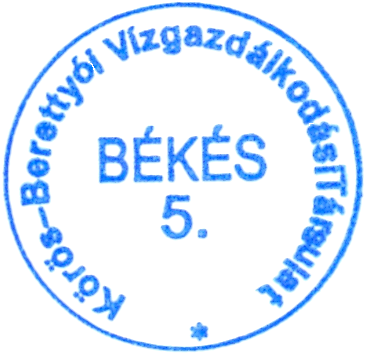 Körös–Berettyói Vízgazdálkodási Társulat
BÉKÉS
5.